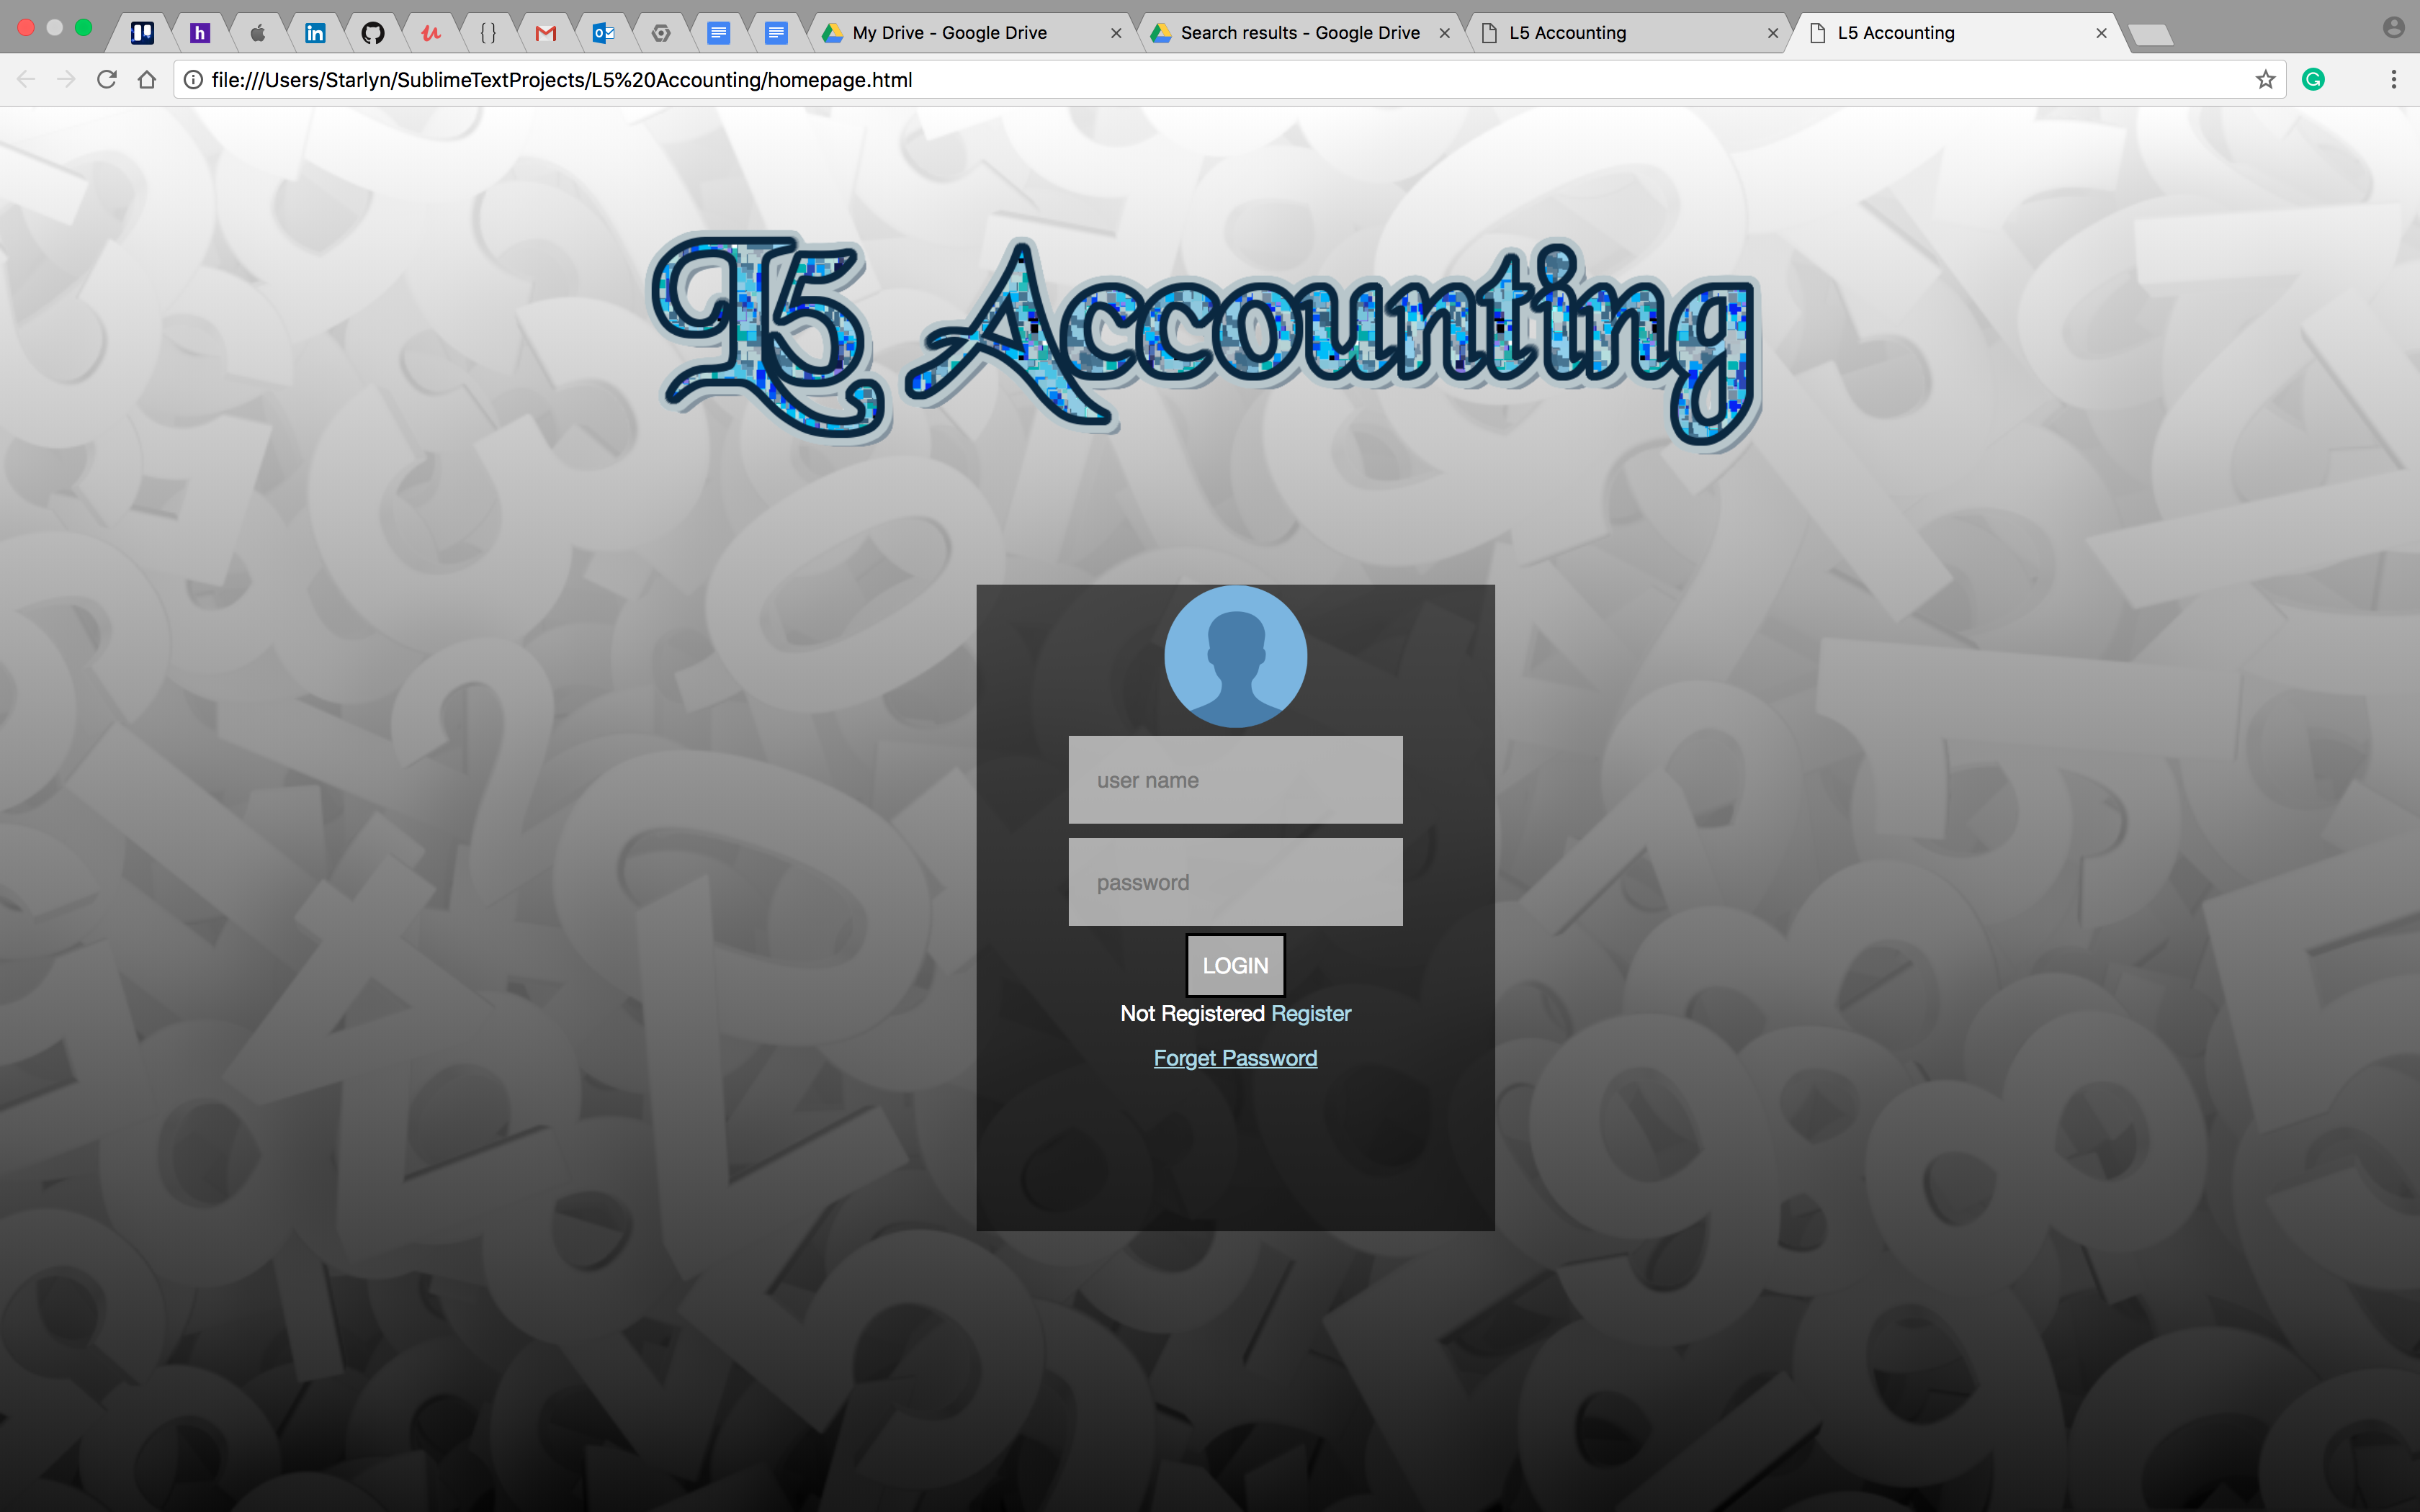 My Drive - Google Drive
Search results - Google Drive
L5 Accounting
L5 Accounting
file:///Users/Starlyn/SublimeTextProjects/L5%20Accounting/homepage.html
L5 Accounting
user name
password
LOGIN
Not Registered Register
Forget Password